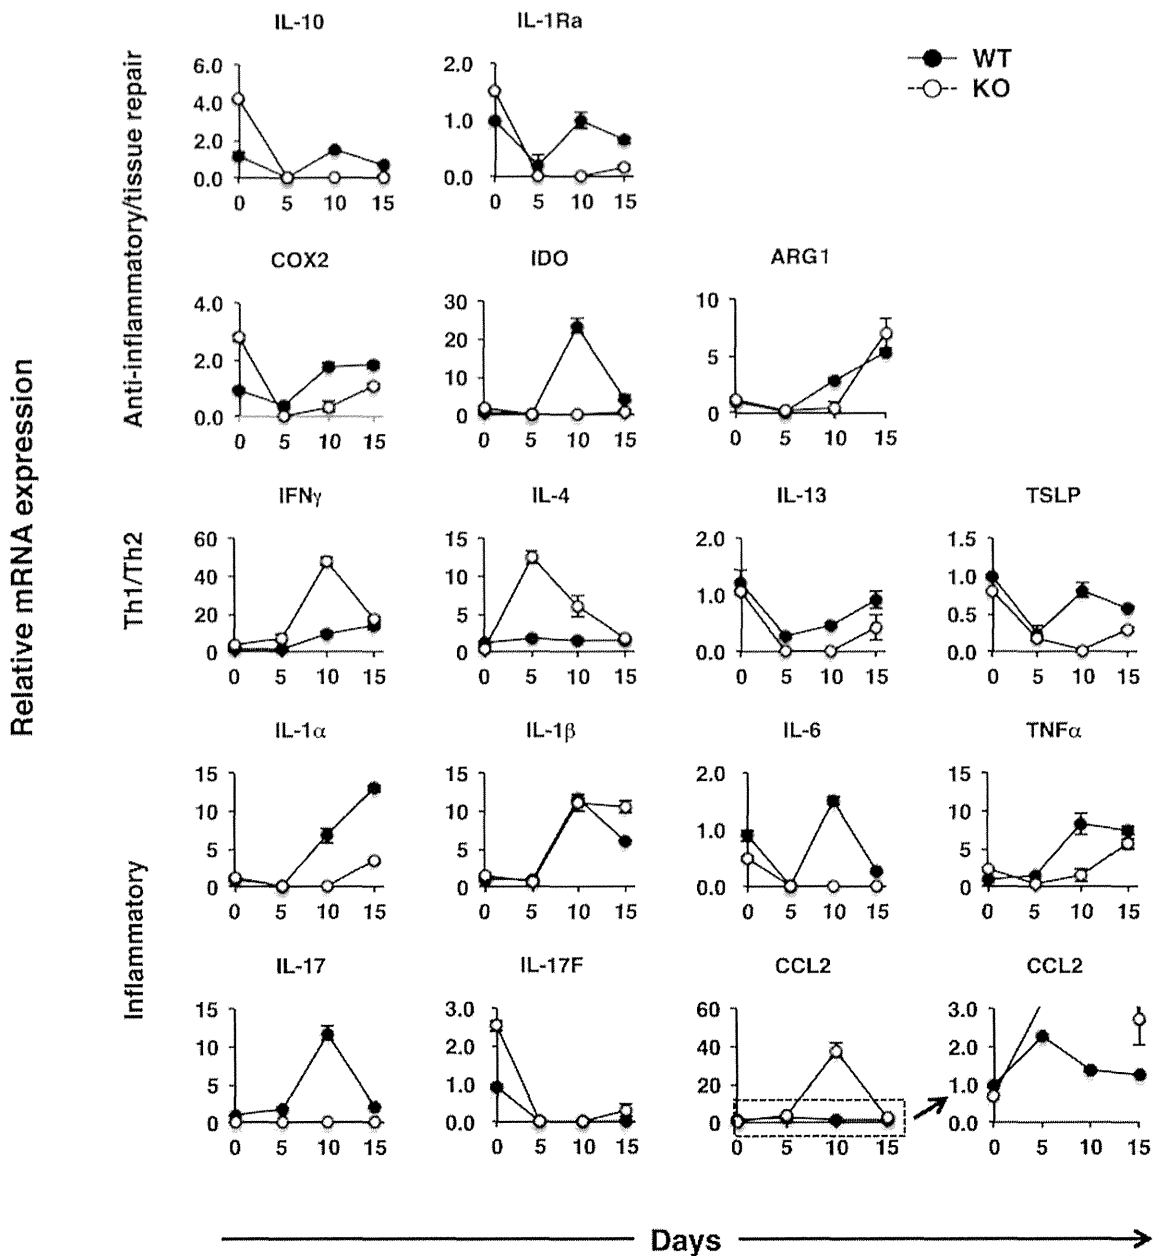 IL-10 IL-1Ra
WT
KO
6.0 2.0
4.0
1.0
2.0
0.0 0.0
0 5 10 15 0 5 10 15
Anti-inflammatory/tissue repair
COX2 IDO ARG1
4.0 30 10
20
2.0 5
10
0.0 0 0
0 5 10 15 0 5 10 15 0 5 10 15
Relative mRNA expression
Th1/Th2
IFNγ IL-4 IL-13 TSLP
60 15 2.0 1.5
40 10 1.0
1.0
20 5 0.5
0 0 0.0 0.0
0 5 10 15 0 5 10 15 0 5 10 15 0 5 10 15
Inflammatory
IL-1α IL-1β IL-6 TNFα
15 15 2.0 15
10 10 10
1.0
5 5 5
0 0 0.0 0
0 5 10 15 0 5 10 15 0 5 10 15 0 5 10 15
IL-17 IL-17F CCL2 CCL2
15 3.0 60 3.0
10 2.0 40 2.0
5 1.0 20 1.0
0 0.0 0 0.0
0 5 10 15 0 5 10 15 0 5 10 15 0 5 10 15
Days